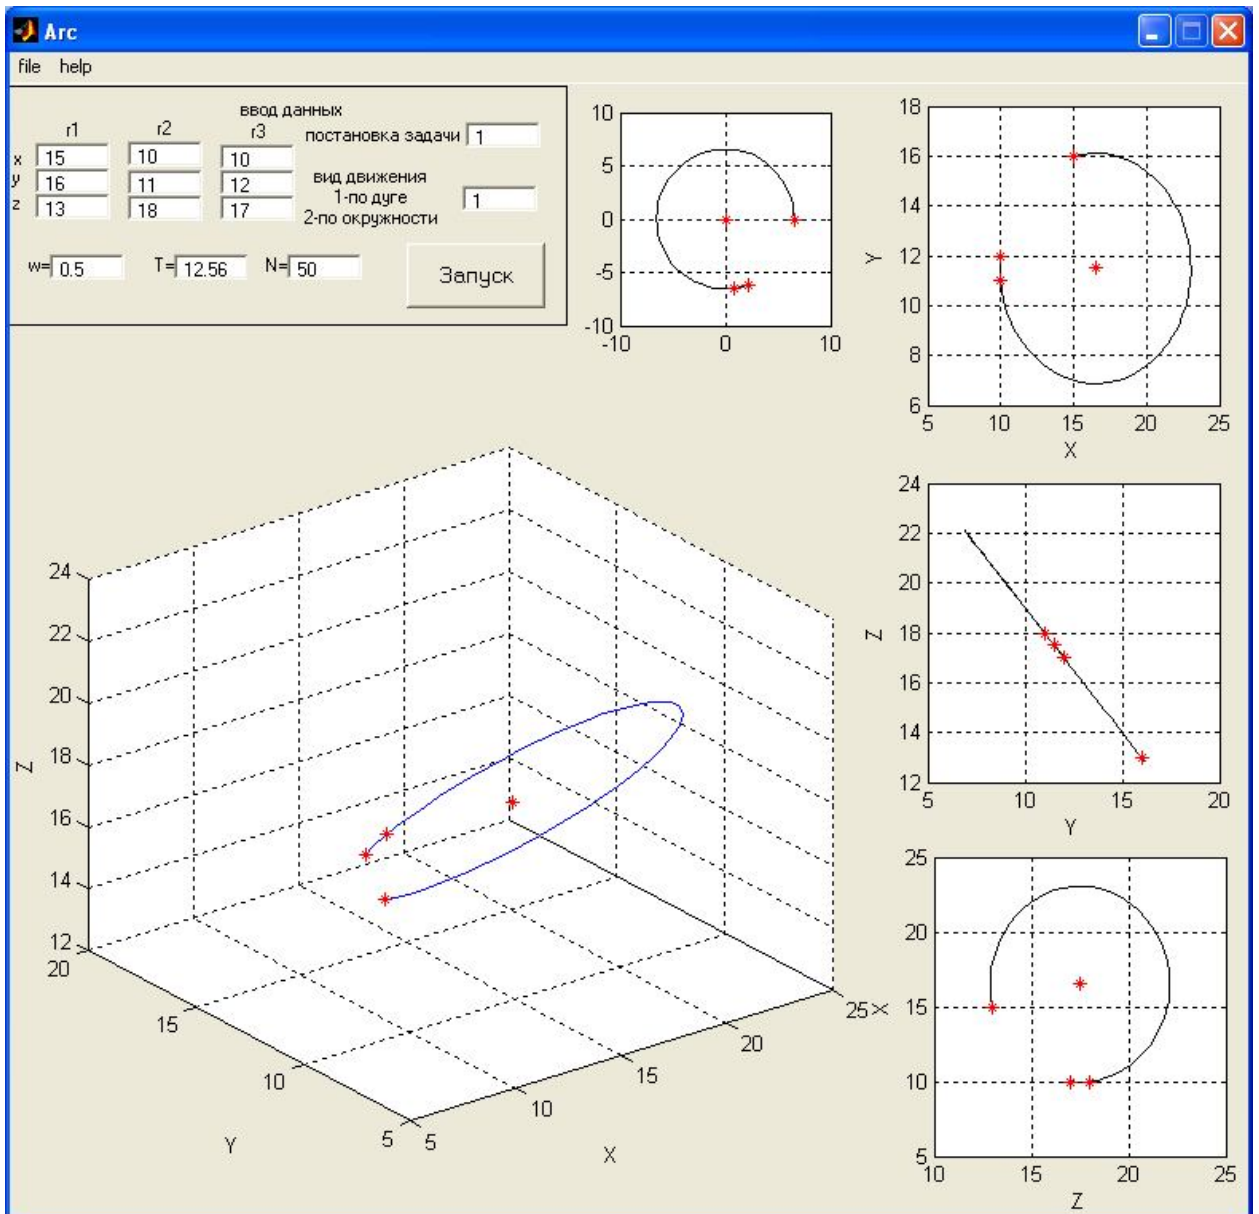 Arc
file help
ввод данных
r1 r2 r3
постановка задачи 1
x 15 10 10
y 16 11 12
z 13 18 17
вид движения
1-по дуге
2-по окружности
1
w= 0.5 T= 12.56 N= 50
Запуск
10
5
0
-5
-10
-10 0 10
18
16
14
12
10
8
6
Y
5 10 15 20 25
X
24
22
20
18
16
14
12
Z
20 15 10 5
Y
5 10 15 20 25
X
24
22
20
18
16
14
12
Z
5 10 15 20
Y
25
20
15
10
5
X
10 15 20 25
Z